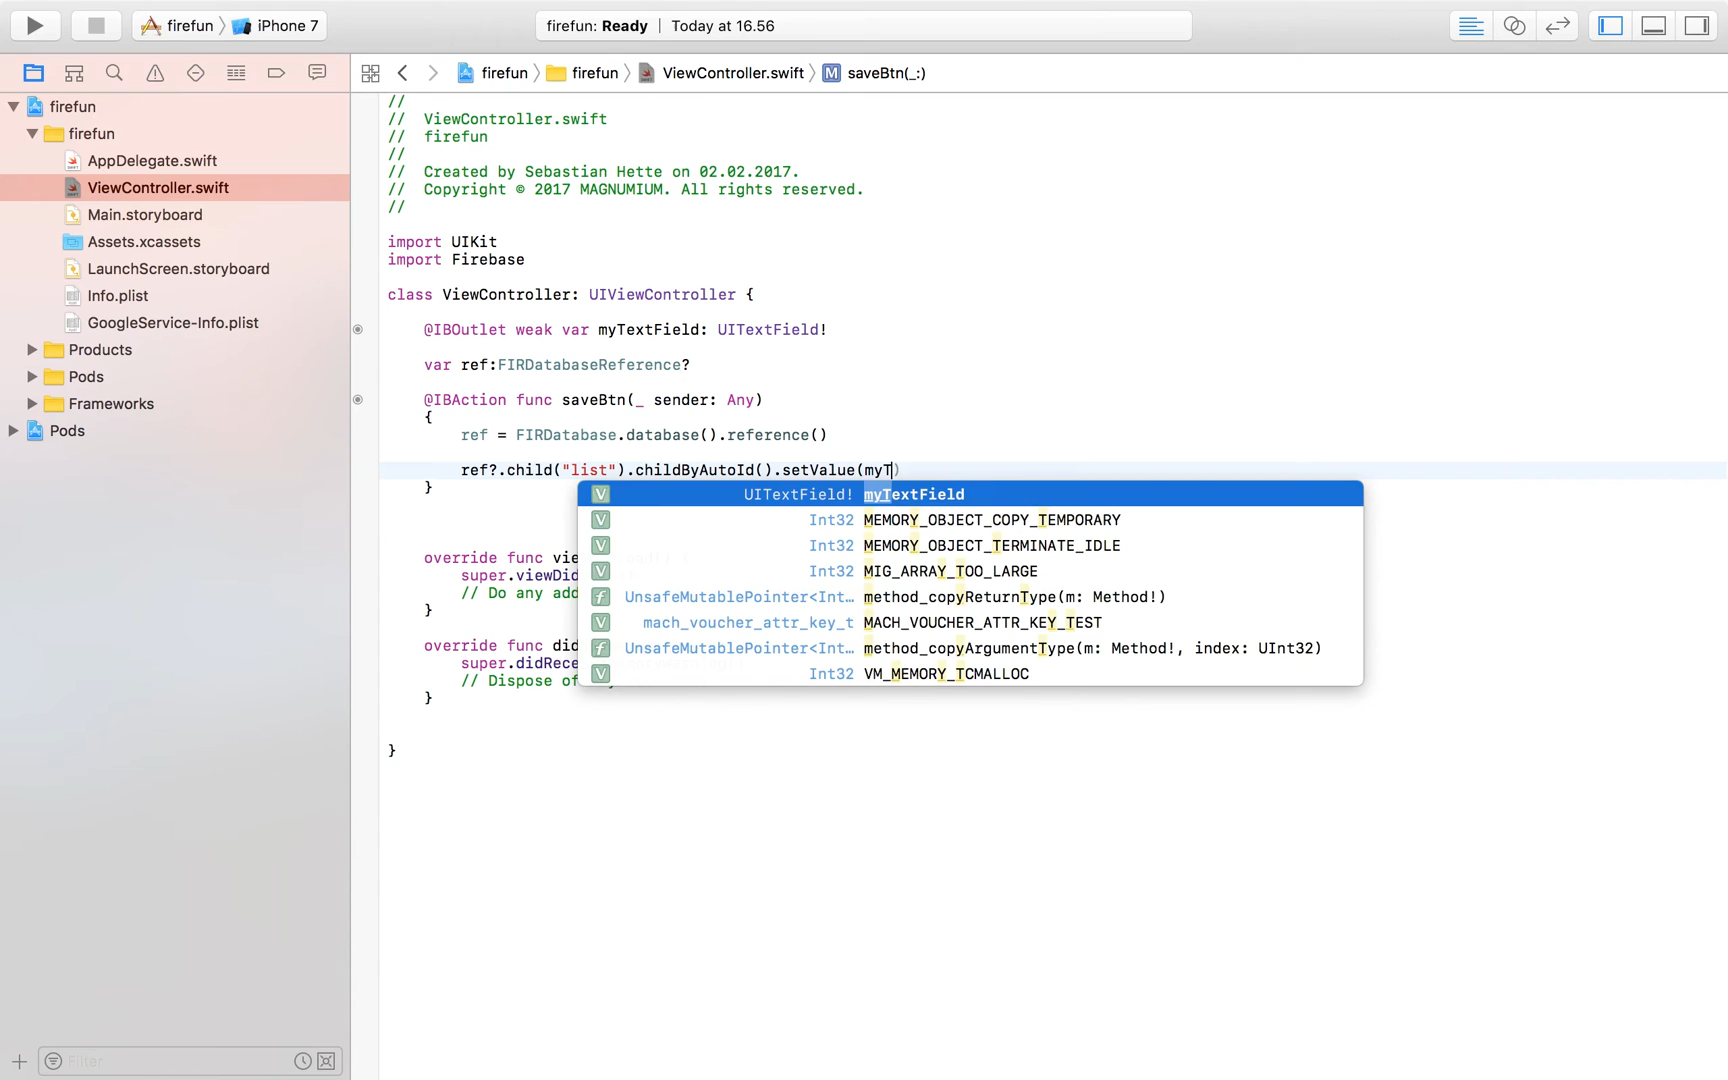 firefun
iPhone 7
firefun: Ready
Today at 16.56
firefun
firefun
ViewController.swift
M
saveBtn(_:)
firefun
firefun
AppDelegate.swift
ViewController.swift
Main.storyboard
Assets.xcassets
LaunchScreen.storyboard
Info.plist
GoogleService-Info.plist
Products
Pods
Frameworks
Pods
Filter
//
// ViewController.swift
// firefun
//
// Created by Sebastian Hette on 02.02.2017.
// Copyright © 2017 MAGNUMIUM. All rights reserved.
//
import UIKit
import Firebase
class ViewController: UIViewController {
@IBOutlet weak var myTextField: UITextField!
var ref:FIRDatabaseReference?
@IBAction func saveBtn(_ sender: Any)
{
ref = FIRDatabase.database().reference()
ref?.child("list").childByAutoId().setValue(myT)
}
V UITextField! myTextField
V Int32 MEMORY_OBJECT_COPY_TEMPORARY
V Int32 MEMORY_OBJECT_TERMINATE_IDLE
V Int32 MIG_ARRAY_TOO_LARGE
f UnsafeMutablePointer<Int... method_copyReturnType(m: Method!)
V mach_voucher_attr_key_t MACH_VOUCHER_ATTR_KEY_TEST
f UnsafeMutablePointer<Int... method_copyArgumentType(m: Method!, index: UInt32)
V Int32 VM_MEMORY_TCMALLOC
override func vie
super.viewDid
// Do any add
}
override func did
super.didRece
// Dispose of
}
}